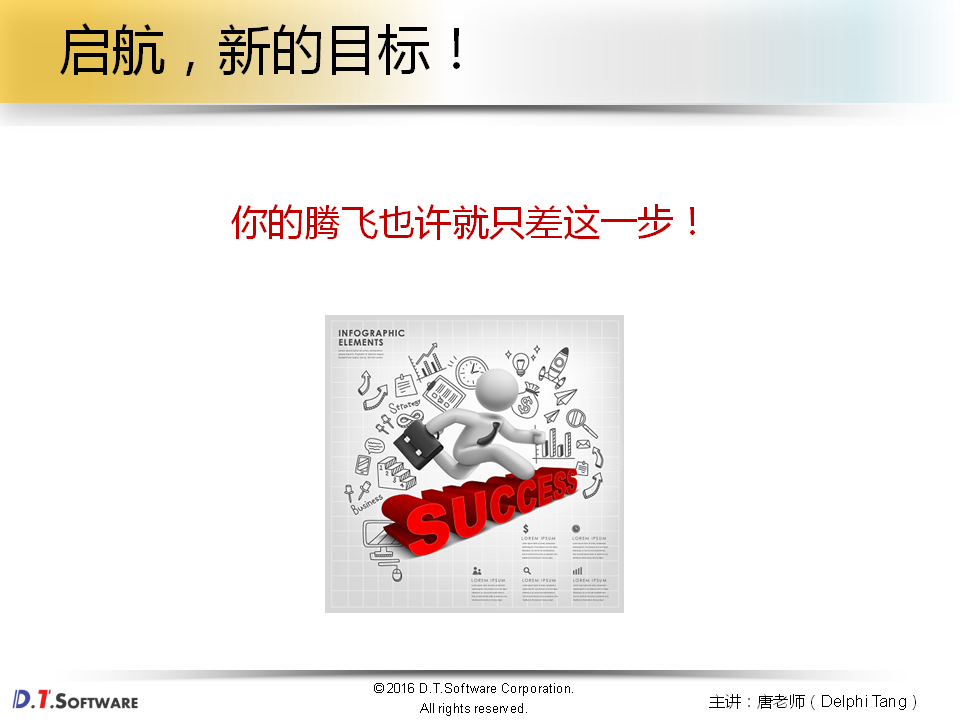 启航，新的目标！
你的腾飞也许就只差这一步！
INFOGRAPHIC
ELEMENTS
Strategy
Business
SUCCESS
LOREM IPSUM
LOREM IPSUM
LOREM IPSUM
LOREM IPSUM
LOREM IPSUM
D.T.SOFTWARE
©2016 D.T.Software Corporation.
All rights reserved.
主讲：唐老师（Delphi Tang）